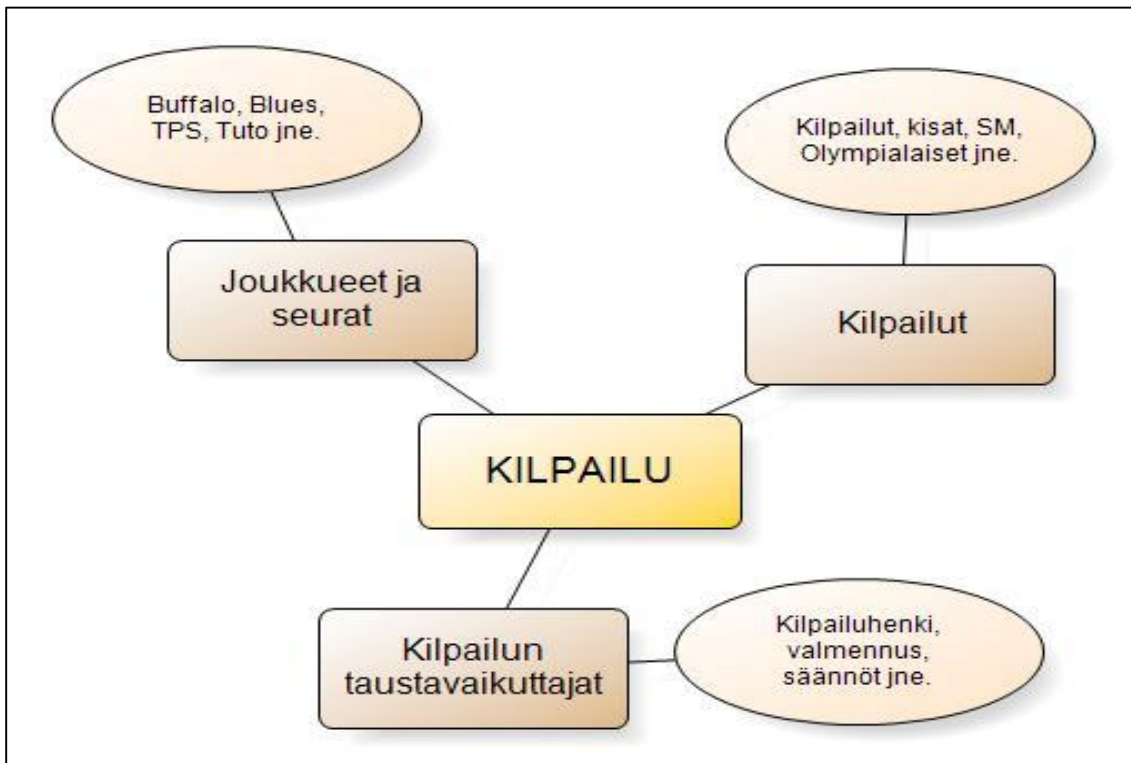 Buffalo, Blues,
TPS, Tuto jne.
Kilpailut, kisat, SM,
Olympialaiset jne.
Joukkueet ja
seurat
Kilpailut
KILPAILU
Kilpailun
taustavaikuttajat
Kilpailuhenki,
valmennus,
säännöt jne.